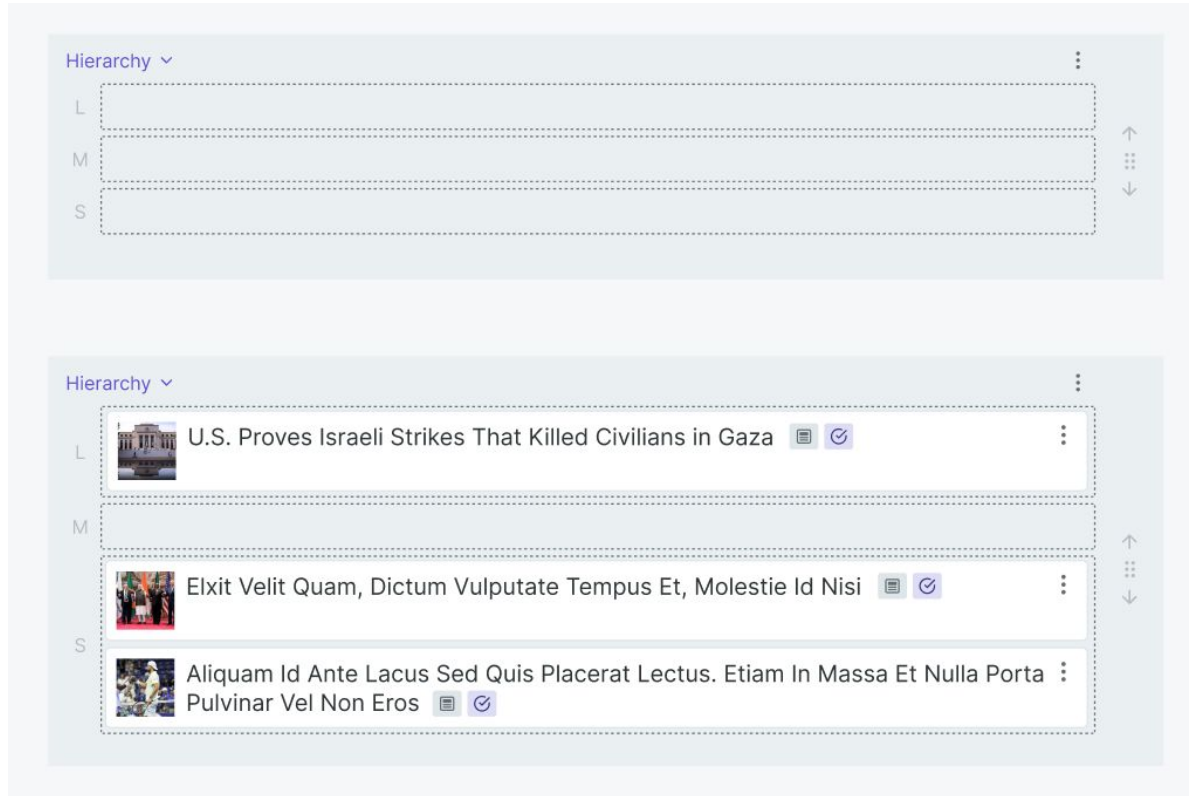 Hierarchy
L
M
S
Hierarchy
L
U.S. Proves Israeli Strikes That Killed Civilians in Gaza
M
Elxit Velit Quam, Dictum Vulputate Tempus Et, Molestie Id Nisi
S
Aliquam Id Ante Lacus Sed Quis Placerat Lectus. Etiam In Massa Et Nulla Porta
Pulvinar Vel Non Eros